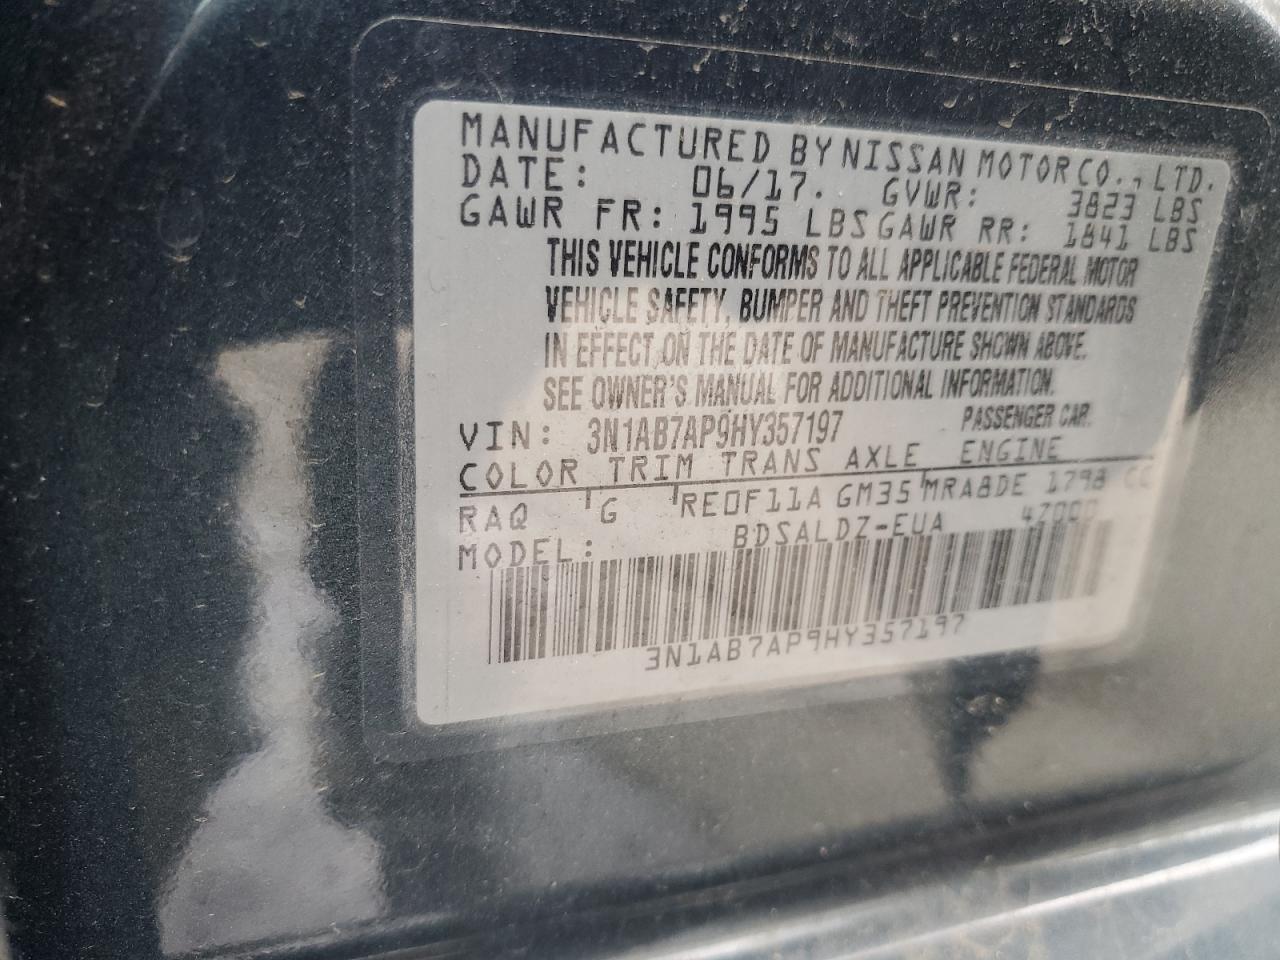 MANUFACTURED BY NISSAN MOTOR CO., LTD.
DATE: 06/17. GVWR: 3823 LBS
GAWR FR: 1995 LBS GAWR RR: 1841 LBS
THIS VEHICLE CONFORMS TO ALL APPLICABLE FEDERAL MOTOR
VEHICLE SAFETY, BUMPER AND THEFT PREVENTION STANDARDS
IN EFFECT ON THE DATE OF MANUFACTURE SHOWN ABOVE.
SEE OWNER'S MANUAL FOR ADDITIONAL INFORMATION.
VIN: 3N1AB7AP9HY357197 PASSENGER CAR.
COLOR TRIM TRANS AXLE ENGINE
RAQ G RE0F11A GM35 MRA8DE 1798 CC
MODEL: BDSALDZ-EUA 47000
3N1AB7AP9HY357197